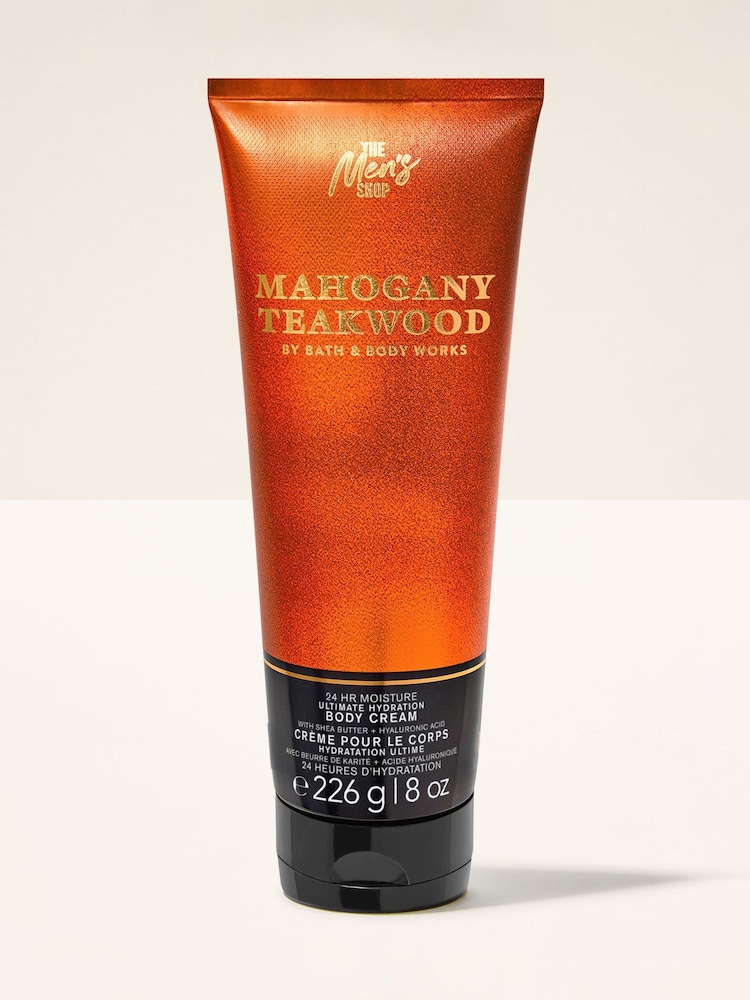 THE
Men's
SHOP
MAHOGANY
TEAKWOOD
BY BATH & BODY WORKS
24 HR MOISTURE
ULTIMATE HYDRATION
BODY CREAM
WITH SHEA BUTTER + HYALURONIC ACID
CRÈME POUR LE CORPS
HYDRATATION ULTIME
AVEC BEURRE DE KARITÉ + ACIDE HYALURONIQUE
24 HEURES D'HYDRATATION
℮226 g | 8 oz